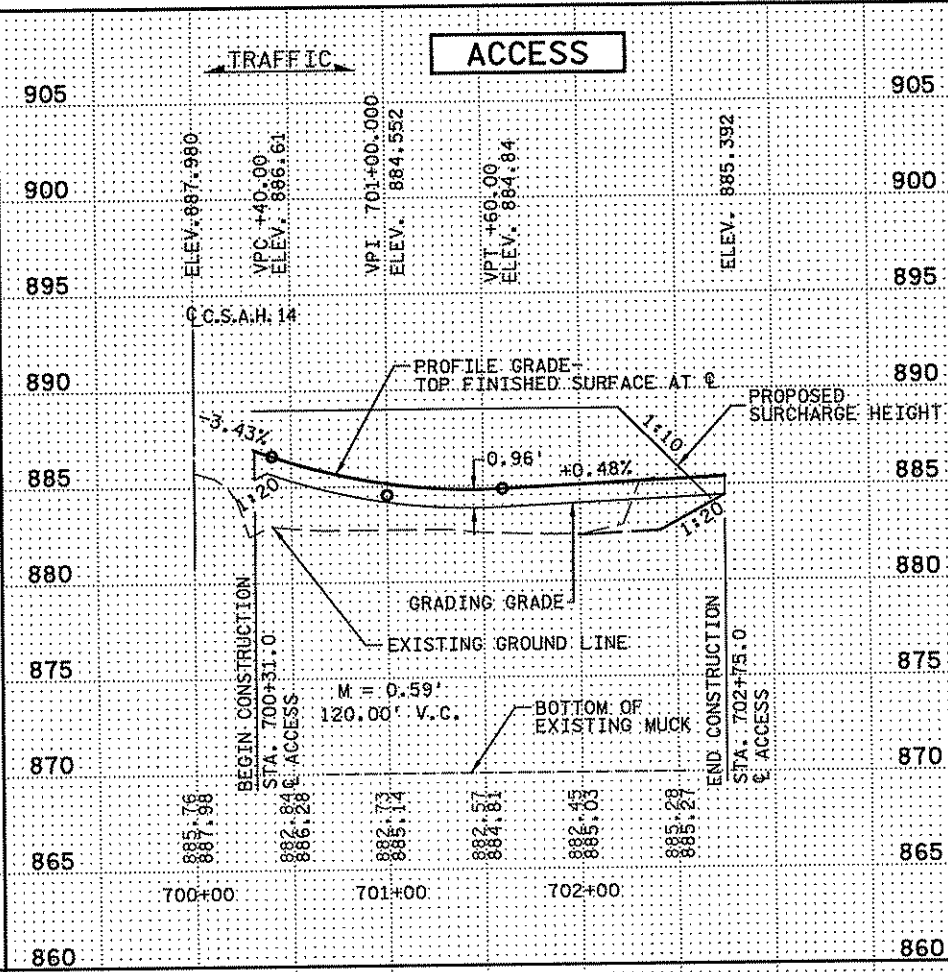 ACCESS
TRAFFIC
905 905
900 900
895 895
890 890
885 885
880 880
875 875
870 870
865 865
860 860
ELEV. 887.980
VPC +40.00
ELEV. 886.61
VPI 701+00.000
ELEV. 884.552
VPT +60.00
ELEV. 884.84
ELEV. 885.392
℄ C.S.A.H. 14
PROFILE GRADE-
TOP FINISHED SURFACE AT ℄
PROPOSED
SURCHARGE HEIGHT
-3.43%
1:10
0.96'
+0.48%
1:20
1:20
GRADING GRADE
EXISTING GROUND LINE
M = 0.59'
120.00' V.C.
BOTTOM OF
EXISTING MUCK
BEGIN CONSTRUCTION
STA. 700+31.0
℄ ACCESS
END CONSTRUCTION
STA. 702+75.0
℄ ACCESS
885.76
887.98
882.84
886.28
882.73
885.14
882.57
884.81
882.45
885.03
885.28
885.27
700+00 701+00 702+00